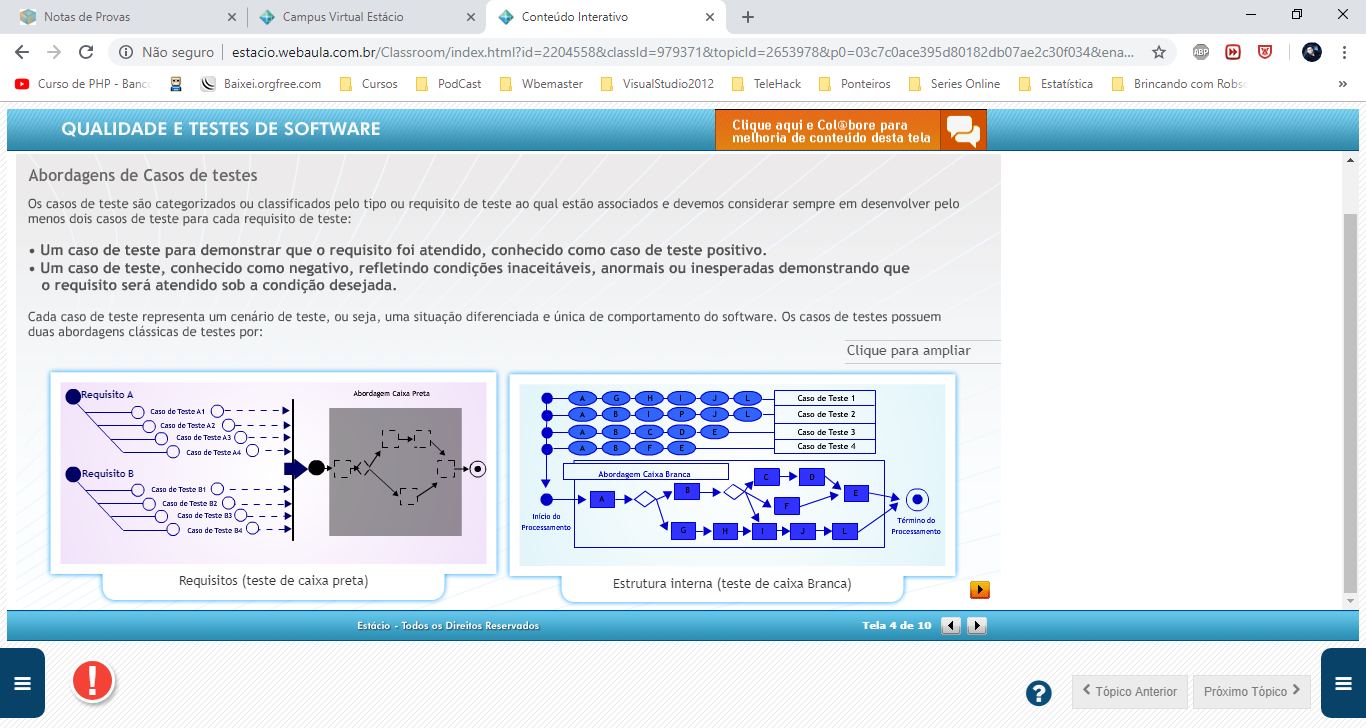 Notas de Provas
Campus Virtual Estácio
Conteúdo Interativo
Não seguro
estacio.webaula.com.br/Classroom/index.html?id=2204558&classId=979371&topicId=2653978&p0=03c7c0ace395d80182db07ae2c30f034&ena...
ABP
Curso de PHP - Banc
Baixei.orgfree.com
Cursos
PodCast
Wbemaster
VisualStudio2012
TeleHack
Ponteiros
Series Online
Estatística
Brincando com Robs
QUALIDADE E TESTES DE SOFTWARE
Clique aqui e Col@bore para
melhoria de conteúdo desta tela
Abordagens de Casos de testes
Os casos de teste são categorizados ou classificados pelo tipo ou requisito de teste ao qual estão associados e devemos considerar sempre em desenvolver pelo
menos dois casos de teste para cada requisito de teste:
• Um caso de teste para demonstrar que o requisito foi atendido, conhecido como caso de teste positivo.
• Um caso de teste, conhecido como negativo, refletindo condições inaceitáveis, anormais ou inesperadas demonstrando que
o requisito será atendido sob a condição desejada.
Cada caso de teste representa um cenário de teste, ou seja, uma situação diferenciada e única de comportamento do software. Os casos de testes possuem
duas abordagens clássicas de testes por:
Clique para ampliar
Requisito A
Abordagem Caixa Preta
Caso de Teste A1
Caso de Teste A2
Caso de Teste A3
Caso de Teste A4
Requisito B
Caso de Teste B1
Caso de Teste B2
Caso de Teste B3
Caso de Teste B4
Requisitos (teste de caixa preta)
A G H I J L Caso de Teste 1
A B I P J L Caso de Teste 2
A B C D E Caso de Teste 3
A B F E Caso de Teste 4
Abordagem Caixa Branca
C D
A B E
F
G H I J L
Início do
Processamento
Término do
Processamento
Estrutura interna (teste de caixa Branca)
Estácio - Todos os Direitos Reservados
Tela 4 de 10
!
?
Tópico Anterior
Próximo Tópico